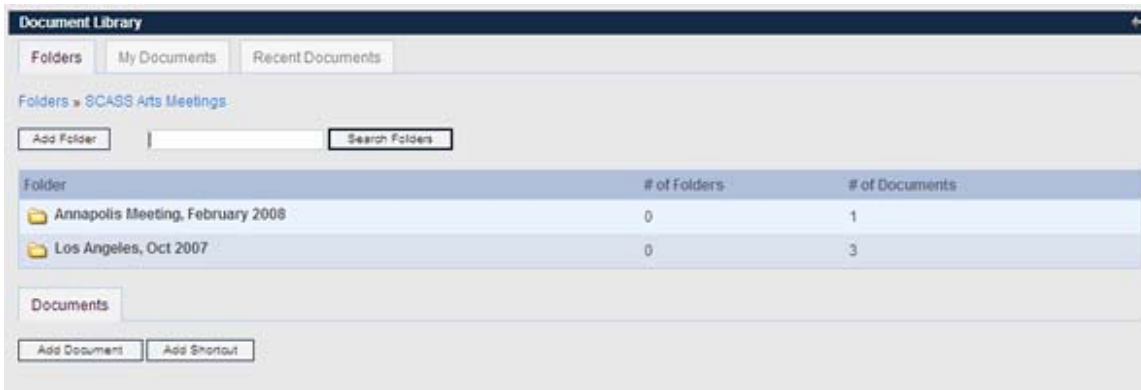 Document Library
Folders My Documents Recent Documents
Folders » SCASS Arts Meetings
Add Folder Search Folders
Folder # of Folders # of Documents
Annapolis Meeting, February 2008 0 1
Los Angeles, Oct 2007 0 3
Documents
Add Document Add Shortcut